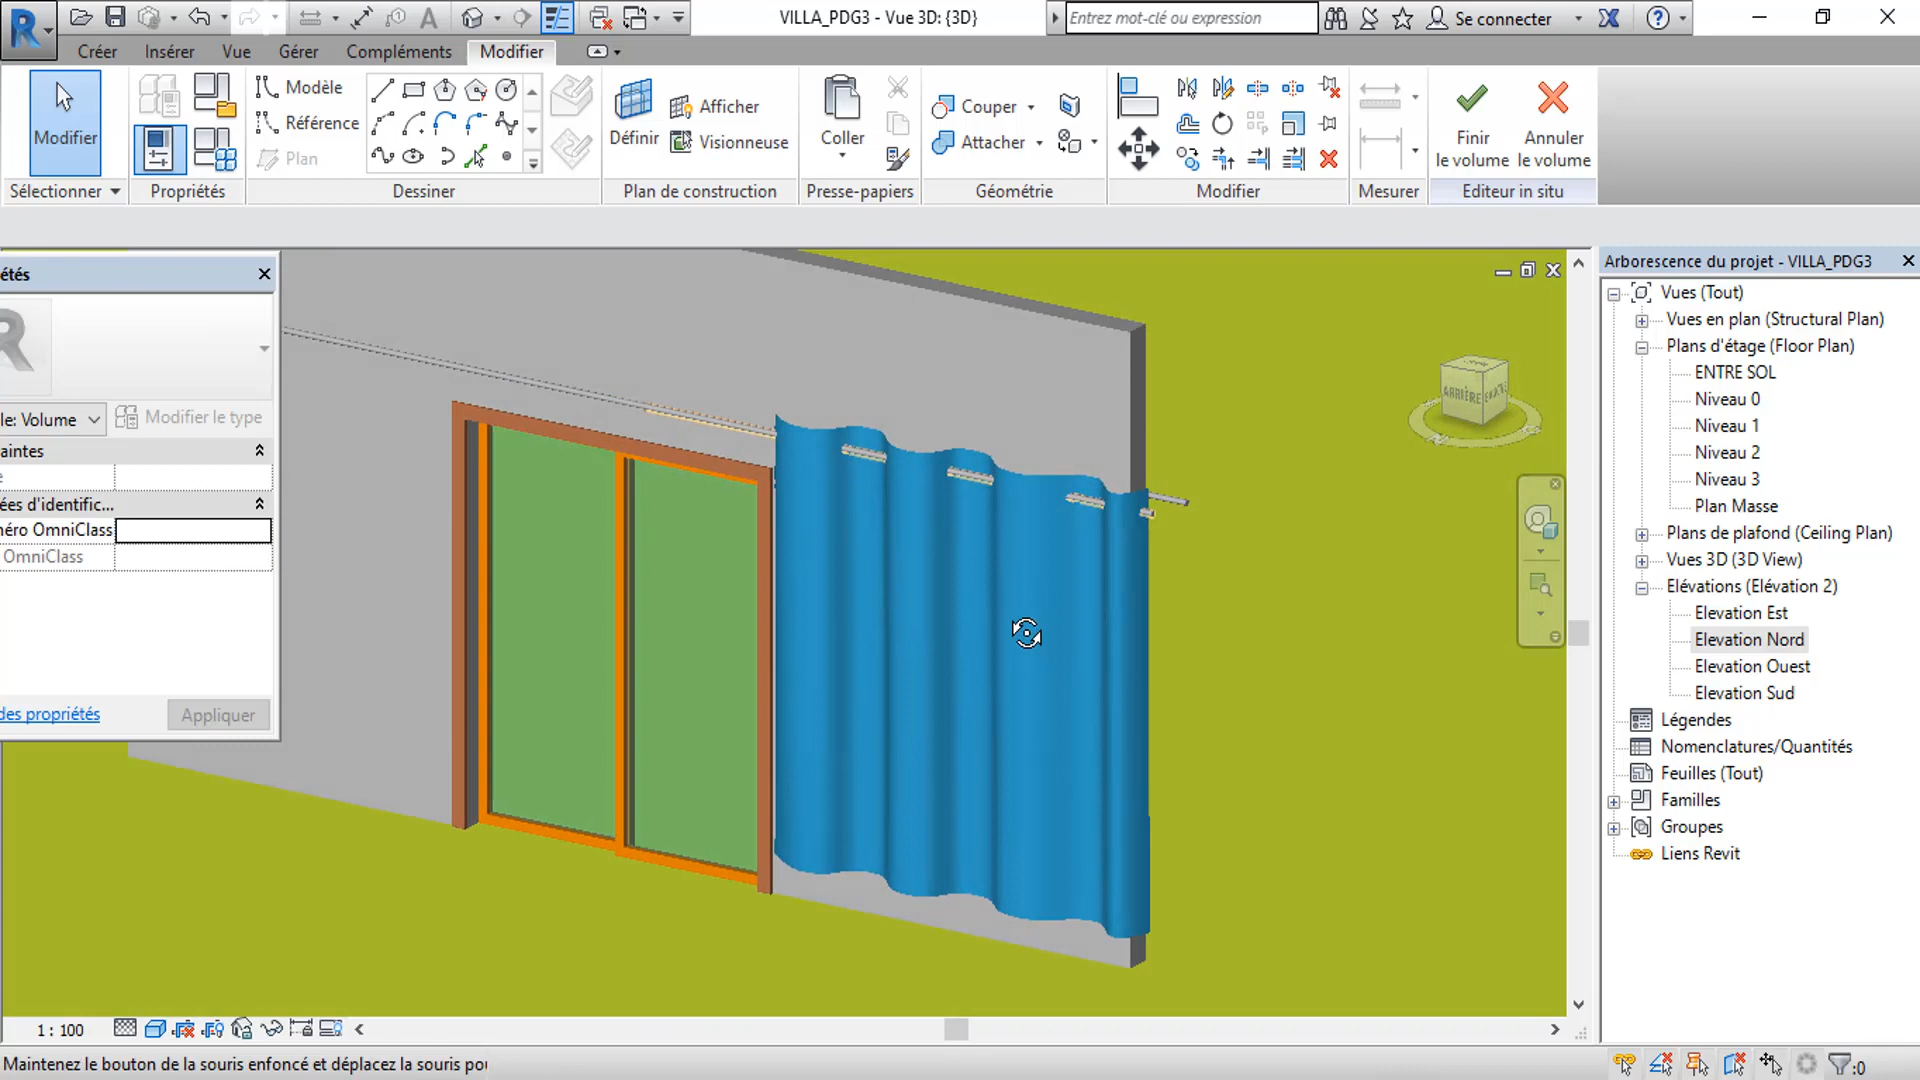 VILLA_PDG3 - Vue 3D: {3D}
Entrez mot-clé ou expression
Se connecter
Créer
Insérer
Vue
Gérer
Compléments
Modifier
Modifier
Sélectionner
Propriétés
Modèle
Référence
Plan
Dessiner
Définir
Afficher
Visionneuse
Plan de construction
Coller
Presse-papiers
Couper
Attacher
Géométrie
Modifier
Mesurer
Finir
le volume
Annuler
le volume
Editeur in situ
étés
le: Volume
Modifier le type
aintes
e
ées d'identific...
néro OmniClass
OmniClass
des propriétés
Appliquer
ARRIÈRE
Arborescence du projet - VILLA_PDG3
Vues (Tout)
Vues en plan (Structural Plan)
Plans d'étage (Floor Plan)
ENTRE SOL
Niveau 0
Niveau 1
Niveau 2
Niveau 3
Plan Masse
Plans de plafond (Ceiling Plan)
Vues 3D (3D View)
Elévations (Elévation 2)
Elevation Est
Elevation Nord
Elevation Ouest
Elevation Sud
Légendes
Nomenclatures/Quantités
Feuilles (Tout)
Familles
Groupes
Liens Revit
1 : 100
Maintenez le bouton de la souris enfoncé et déplacez la souris pou
:0